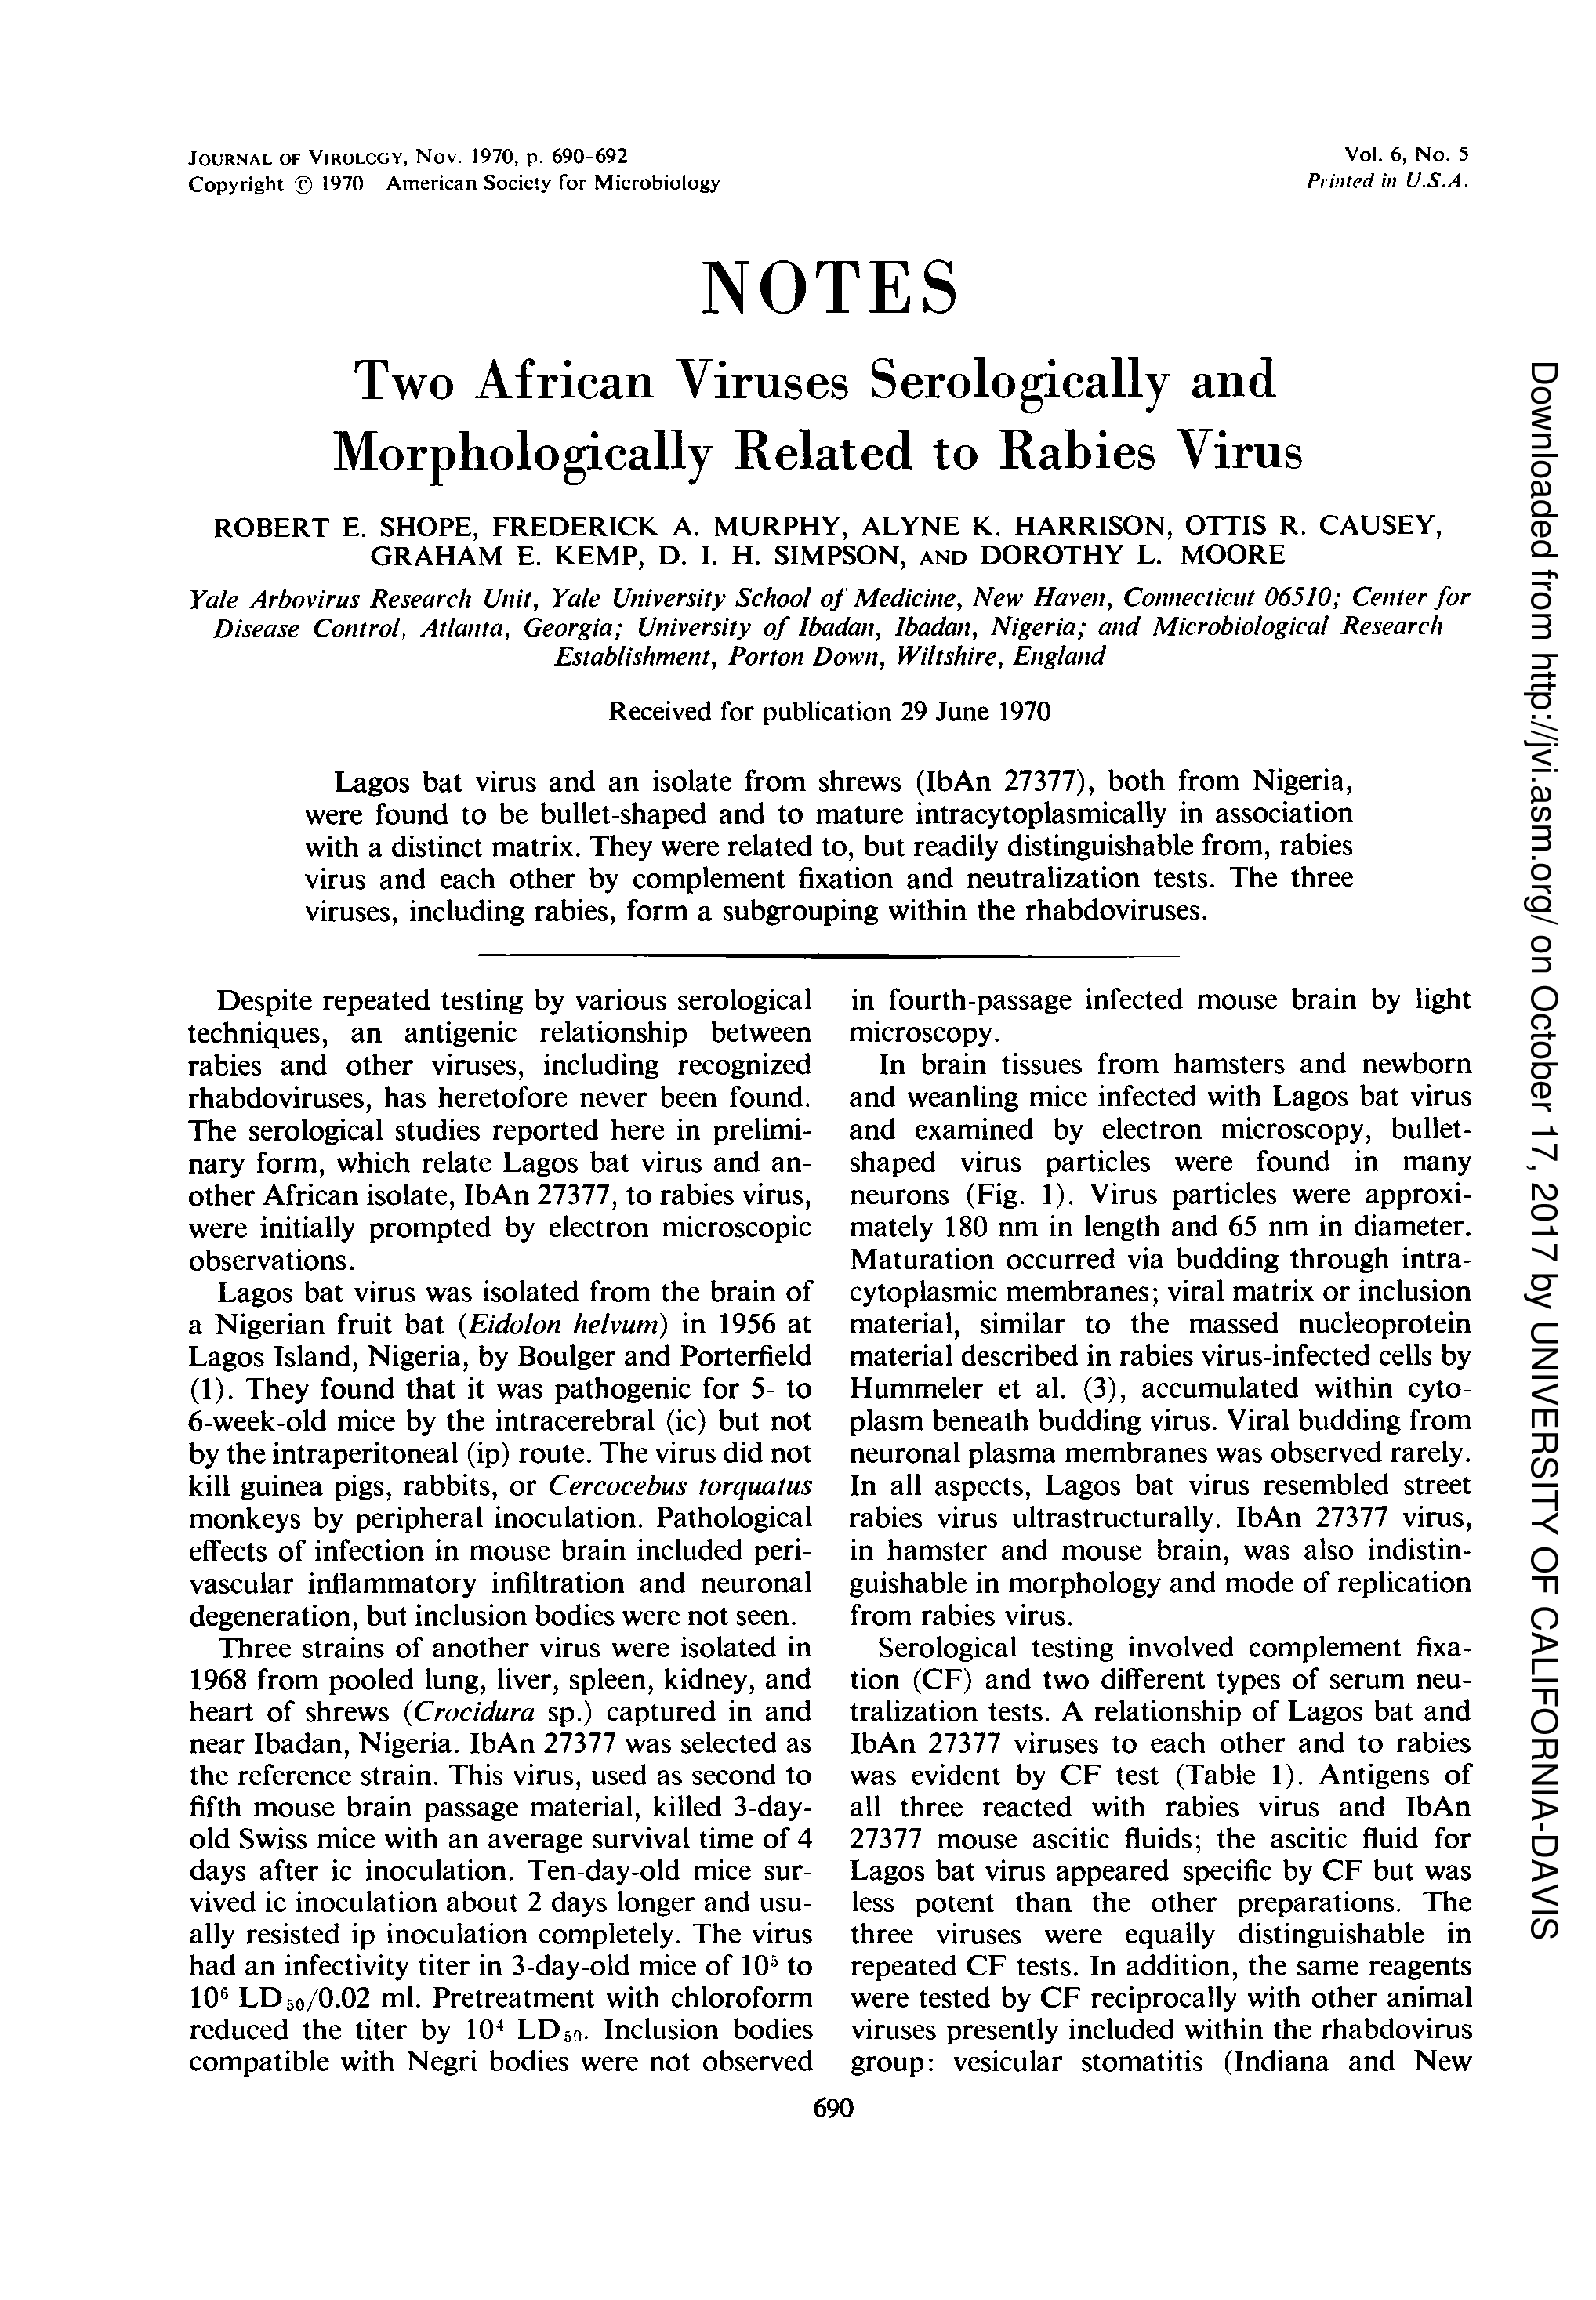 JOURNAL OF VIROLOGY, Nov. 1970, p. 690-692
Copyright © 1970 American Society for Microbiology
Vol. 6, No. 5
Printed in U.S.A.
NOTES
Two African Viruses Serologically and
Morphologically Related to Rabies Virus
ROBERT E. SHOPE, FREDERICK A. MURPHY, ALYNE K. HARRISON, OTTIS R. CAUSEY,
GRAHAM E. KEMP, D. I. H. SIMPSON, AND DOROTHY L. MOORE
Yale Arbovirus Research Unit, Yale University School of Medicine, New Haven, Connecticut 06510; Center for
Disease Control, Atlanta, Georgia; University of Ibadan, Ibadan, Nigeria; and Microbiological Research
Establishment, Porton Down, Wiltshire, England
Received for publication 29 June 1970
Lagos bat virus and an isolate from shrews (IbAn 27377), both from Nigeria,
were found to be bullet-shaped and to mature intracytoplasmically in association
with a distinct matrix. They were related to, but readily distinguishable from, rabies
virus and each other by complement fixation and neutralization tests. The three
viruses, including rabies, form a subgrouping within the rhabdoviruses.
Despite repeated testing by various serological
techniques, an antigenic relationship between
rabies and other viruses, including recognized
rhabdoviruses, has heretofore never been found.
The serological studies reported here in prelimi-
nary form, which relate Lagos bat virus and an-
other African isolate, IbAn 27377, to rabies virus,
were initially prompted by electron microscopic
observations.
Lagos bat virus was isolated from the brain of
a Nigerian fruit bat (Eidolon helvum) in 1956 at
Lagos Island, Nigeria, by Boulger and Porterfield
(1). They found that it was pathogenic for 5- to
6-week-old mice by the intracerebral (ic) but not
by the intraperitoneal (ip) route. The virus did not
kill guinea pigs, rabbits, or Cercocebus torquatus
monkeys by peripheral inoculation. Pathological
effects of infection in mouse brain included peri-
vascular inflammatory infiltration and neuronal
degeneration, but inclusion bodies were not seen.
Three strains of another virus were isolated in
1968 from pooled lung, liver, spleen, kidney, and
heart of shrews (Crocidura sp.) captured in and
near Ibadan, Nigeria. IbAn 27377 was selected as
the reference strain. This virus, used as second to
fifth mouse brain passage material, killed 3-day-
old Swiss mice with an average survival time of 4
days after ic inoculation. Ten-day-old mice sur-
vived ic inoculation about 2 days longer and usu-
ally resisted ip inoculation completely. The virus
had an infectivity titer in 3-day-old mice of 10⁵ to
10⁶ LD₅₀/0.02 ml. Pretreatment with chloroform
reduced the titer by 10⁴ LD₅₀. Inclusion bodies
compatible with Negri bodies were not observed
in fourth-passage infected mouse brain by light
microscopy.
In brain tissues from hamsters and newborn
and weanling mice infected with Lagos bat virus
and examined by electron microscopy, bullet-
shaped virus particles were found in many
neurons (Fig. 1). Virus particles were approxi-
mately 180 nm in length and 65 nm in diameter.
Maturation occurred via budding through intra-
cytoplasmic membranes; viral matrix or inclusion
material, similar to the massed nucleoprotein
material described in rabies virus-infected cells by
Hummeler et al. (3), accumulated within cyto-
plasm beneath budding virus. Viral budding from
neuronal plasma membranes was observed rarely.
In all aspects, Lagos bat virus resembled street
rabies virus ultrastructurally. IbAn 27377 virus,
in hamster and mouse brain, was also indistin-
guishable in morphology and mode of replication
from rabies virus.
Serological testing involved complement fixa-
tion (CF) and two different types of serum neu-
tralization tests. A relationship of Lagos bat and
IbAn 27377 viruses to each other and to rabies
was evident by CF test (Table 1). Antigens of
all three reacted with rabies virus and IbAn
27377 mouse ascitic fluids; the ascitic fluid for
Lagos bat virus appeared specific by CF but was
less potent than the other preparations. The
three viruses were equally distinguishable in
repeated CF tests. In addition, the same reagents
were tested by CF reciprocally with other animal
viruses presently included within the rhabdovirus
group: vesicular stomatitis (Indiana and New
690
Downloaded from http://jvi.asm.org/ on October 17, 2017 by UNIVERSITY OF CALIFORNIA-DAVIS